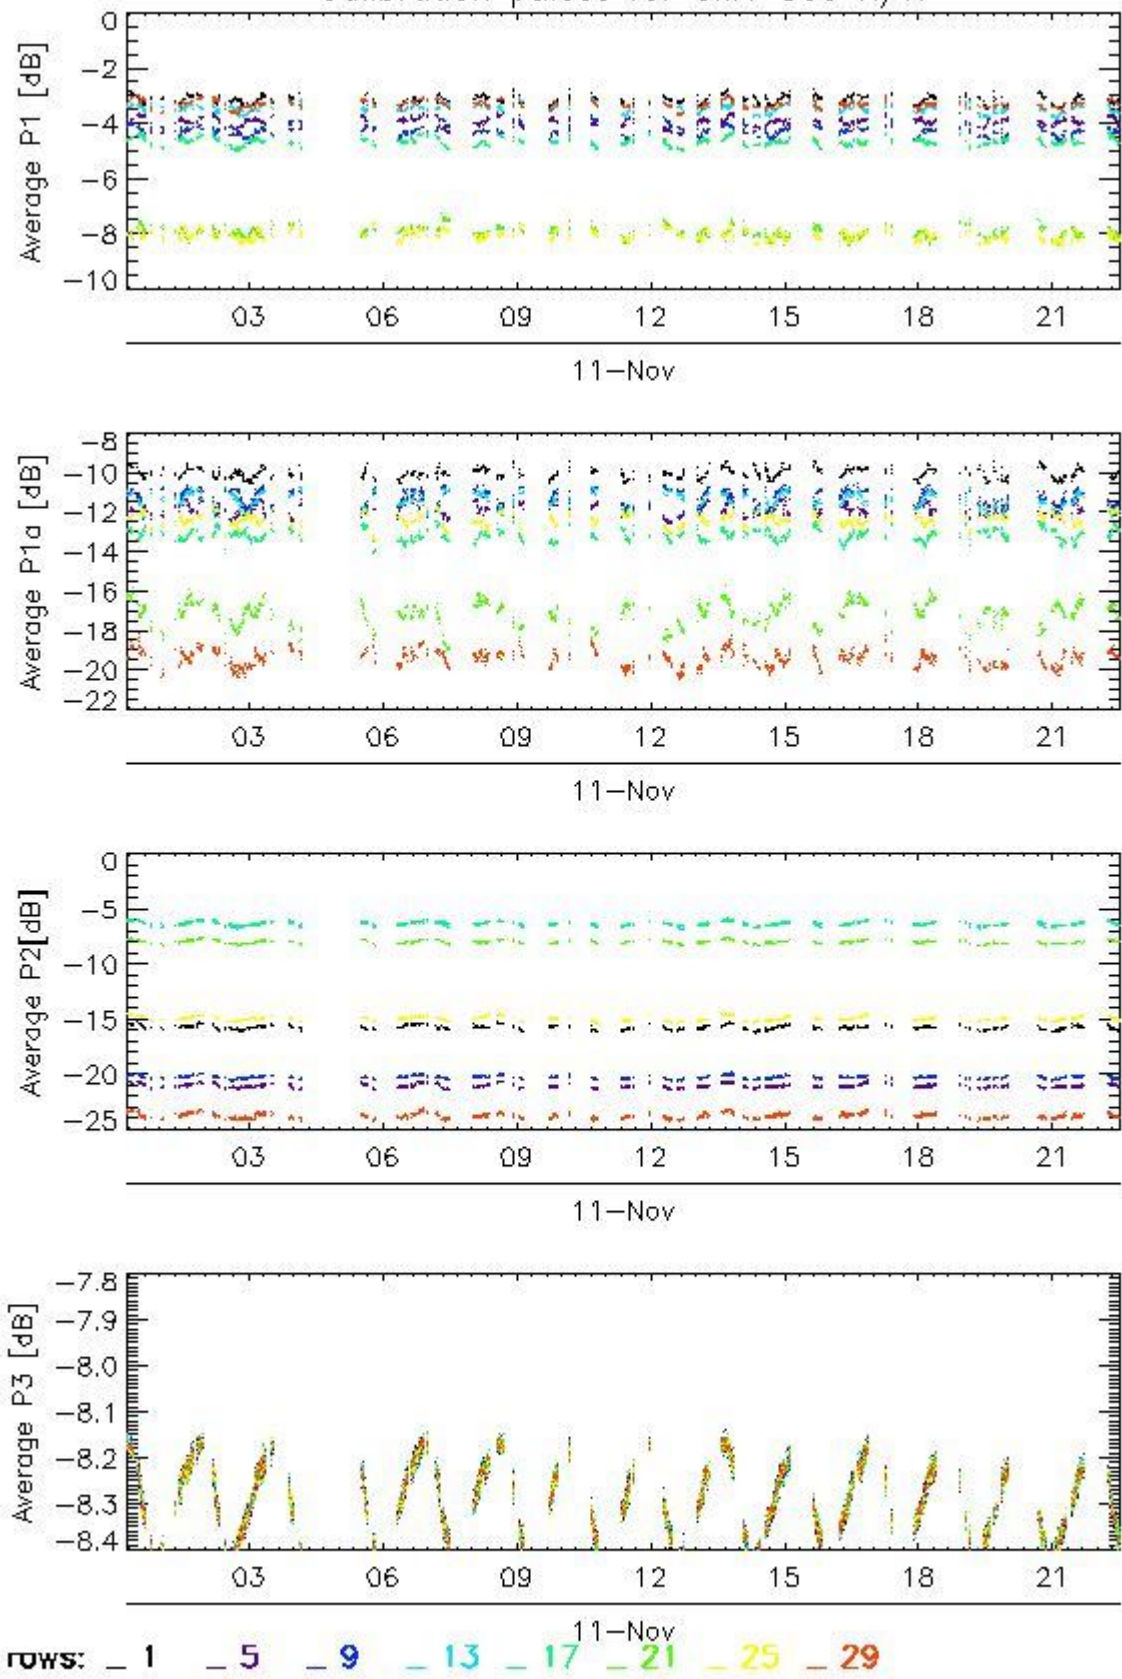 0
-2
-4
-6
-8
-10
Average P1 [dB]
03 06 09 12 15 18 21
11-Nov
-8
-10
-12
-14
-16
-18
-20
-22
Average P1a [dB]
03 06 09 12 15 18 21
11-Nov
0
-5
-10
-15
-20
-25
Average P2[dB]
03 06 09 12 15 18 21
11-Nov
-7.8
-7.9
-8.0
-8.1
-8.2
-8.3
-8.4
Average P3 [dB]
03 06 09 12 15 18 21
11-Nov
rows: _ 1 _ 5 _ 9 _ 13 _ 17 _ 21 _ 25 _ 29